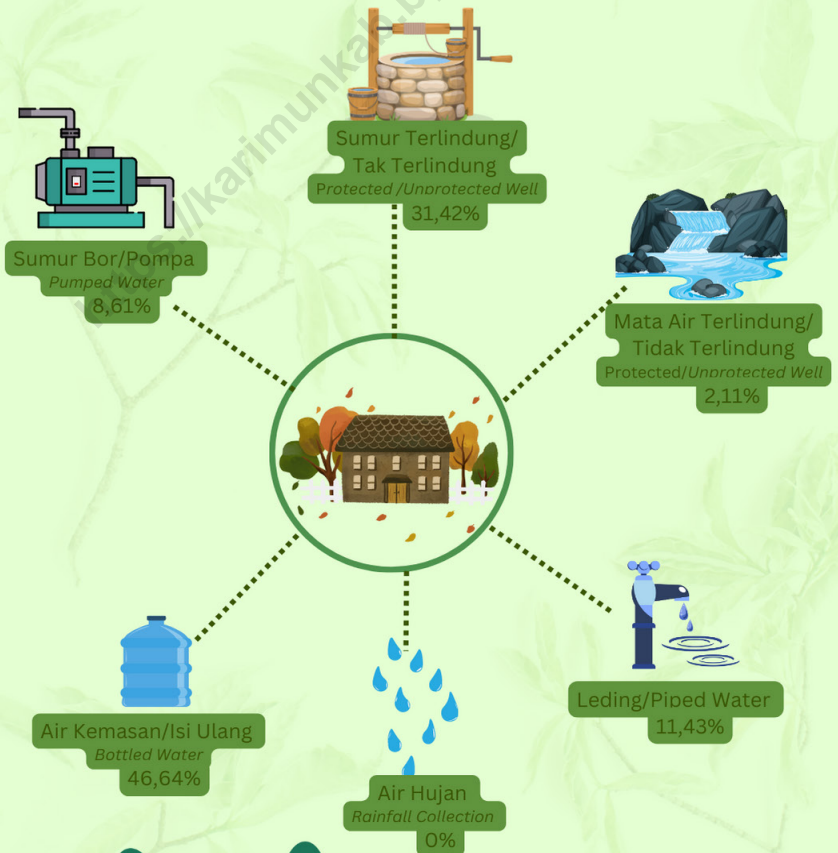 https://karimunkab.b
Sumur Terlindung/
Tak Terlindung
Protected /Unprotected Well
31,42%
Sumur Bor/Pompa
Pumped Water
8,61%
Mata Air Terlindung/
Tidak Terlindung
Protected/Unprotected Well
2,11%
Leding/Piped Water
11,43%
Air Kemasan/Isi Ulang
Bottled Water
46,64%
Air Hujan
Rainfall Collection
0%